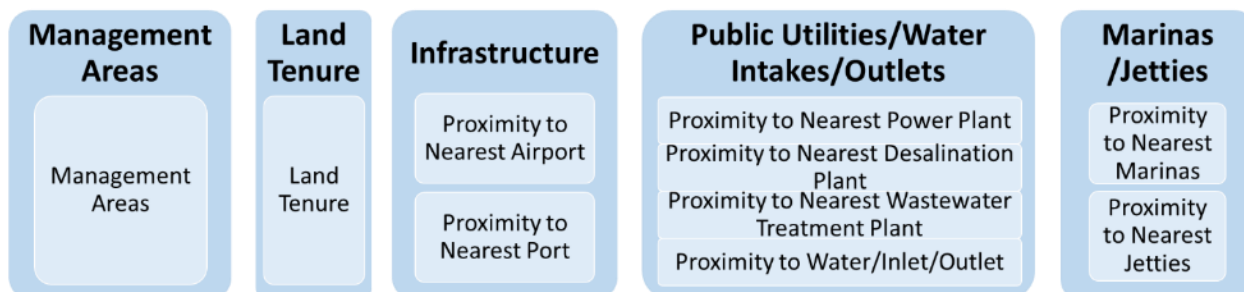 Management
Areas
Management
Areas
Land
Tenure
Land
Tenure
Infrastructure
Proximity to
Nearest Airport
Proximity to
Nearest Port
Public Utilities/Water
Intakes/Outlets
Proximity to Nearest Power Plant
Proximity to Nearest Desalination
Plant
Proximity to Nearest Wastewater
Treatment Plant
Proximity to Water/Inlet/Outlet
Marinas
/Jetties
Proximity
to Nearest
Marinas
Proximity
to Nearest
Jetties